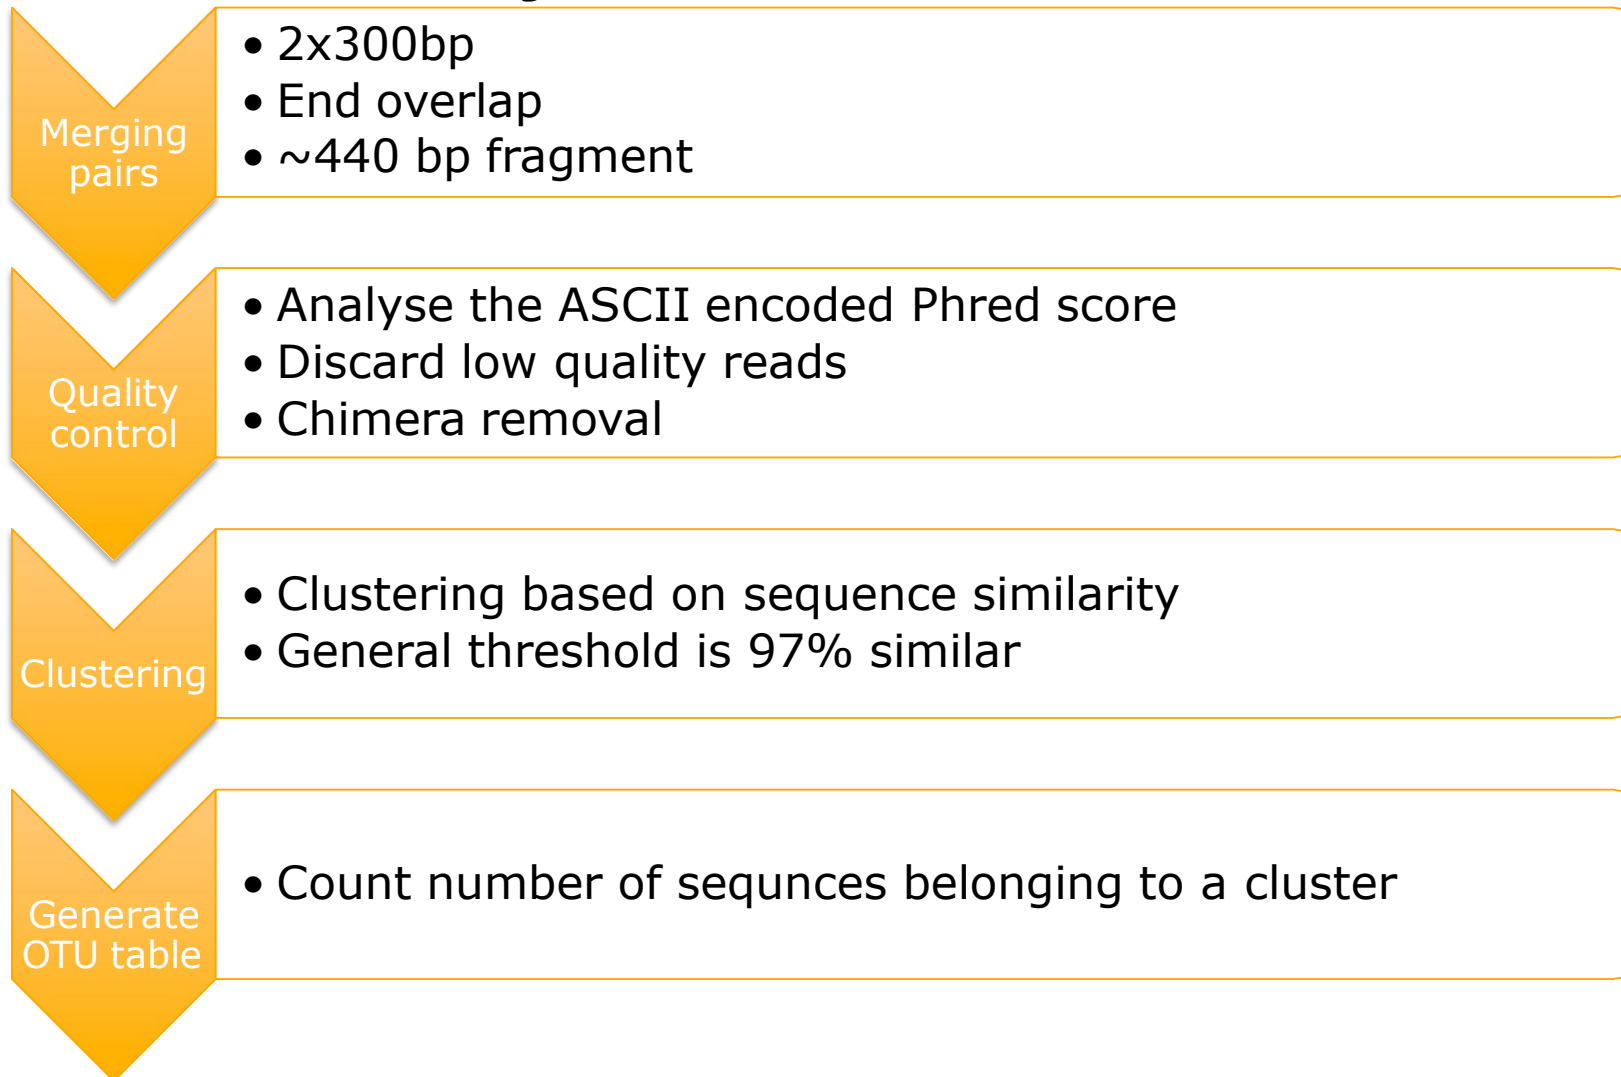 Merging
pairs
• 2x300bp
• End overlap
• ~440 bp fragment
Quality
control
• Analyse the ASCII encoded Phred score
• Discard low quality reads
• Chimera removal
Clustering
• Clustering based on sequence similarity
• General threshold is 97% similar
Generate
OTU table
• Count number of sequnces belonging to a cluster